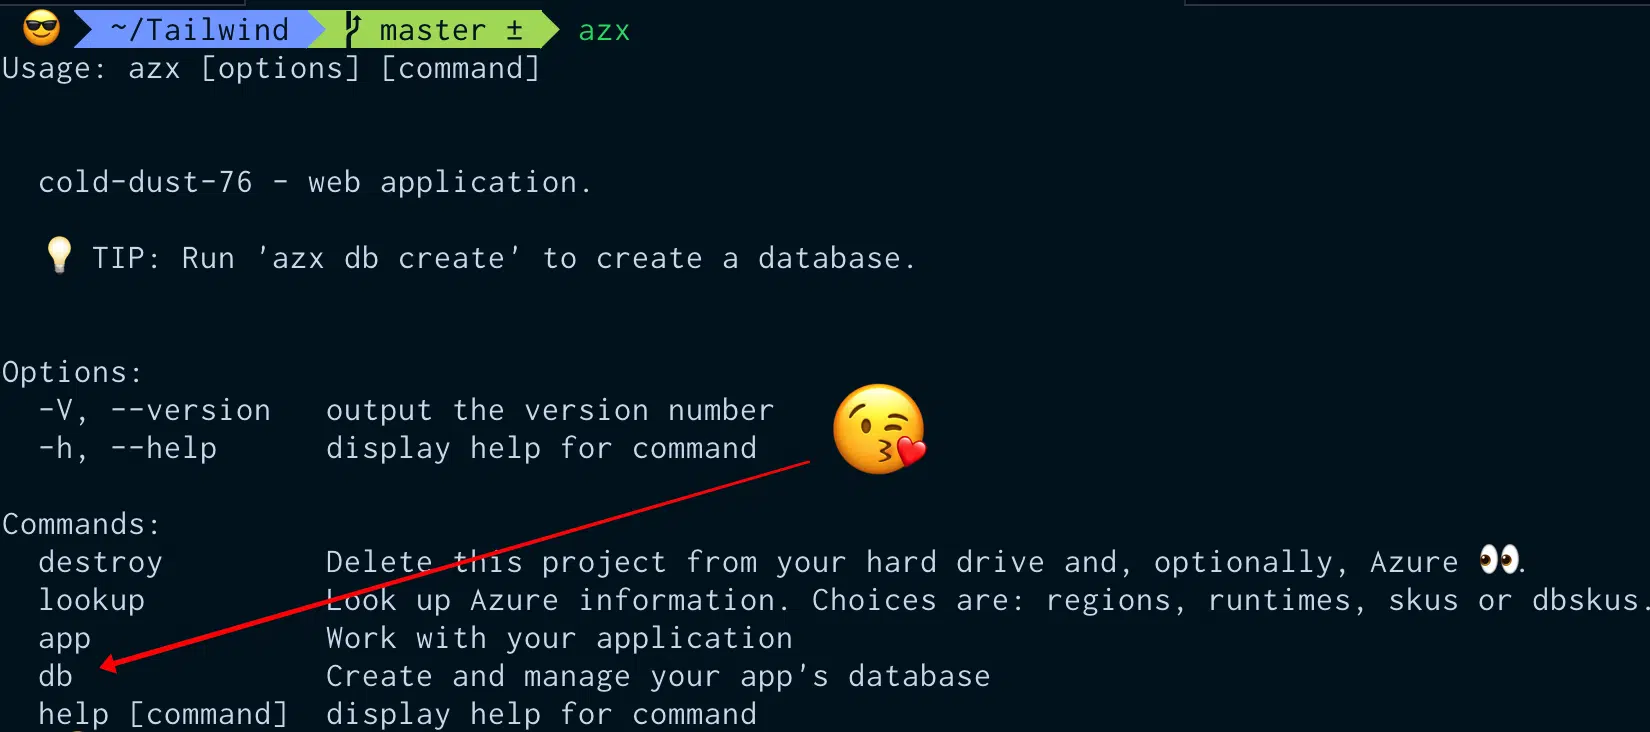 ~/Tailwind master ± azx
Usage: azx [options] [command]
cold-dust-76 - web application.
TIP: Run 'azx db create' to create a database.
Options:
-V, --version output the version number
-h, --help display help for command
Commands:
destroy Delete this project from your hard drive and, optionally, Azure 👀.
lookup Look up Azure information. Choices are: regions, runtimes, skus or dbskus.
app Work with your application
db Create and manage your app's database
help [command] display help for command